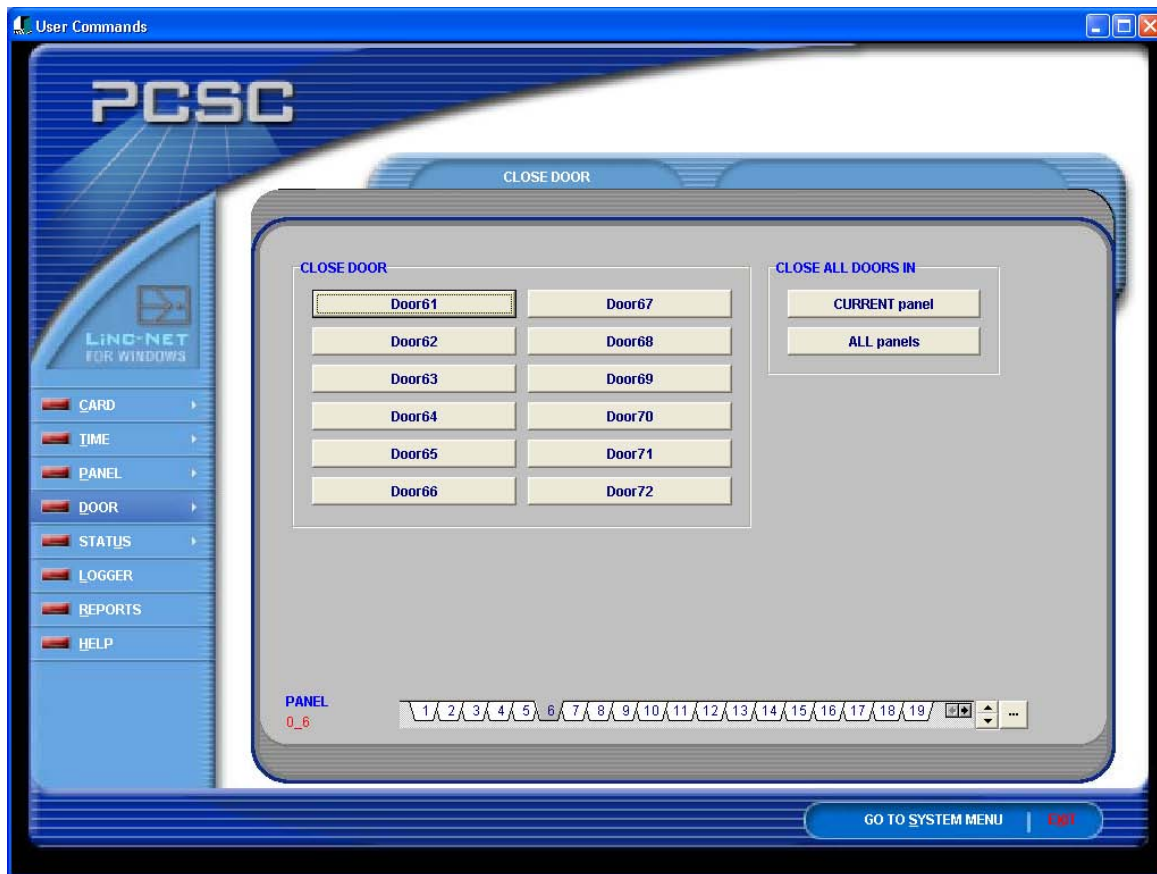 User Commands
PCSC
CLOSE DOOR
LiNC-NET
FOR WINDOWS
CARD
TIME
PANEL
DOOR
STATUS
LOGGER
REPORTS
HELP
CLOSE DOOR
Door61
Door67
Door62
Door68
Door63
Door69
Door64
Door70
Door65
Door71
Door66
Door72
CLOSE ALL DOORS IN
CURRENT panel
ALL panels
PANEL
0_6
1 2 3 4 5 6 7 8 9 10 11 12 13 14 15 16 17 18 19 ...
GO TO SYSTEM MENU | EXIT